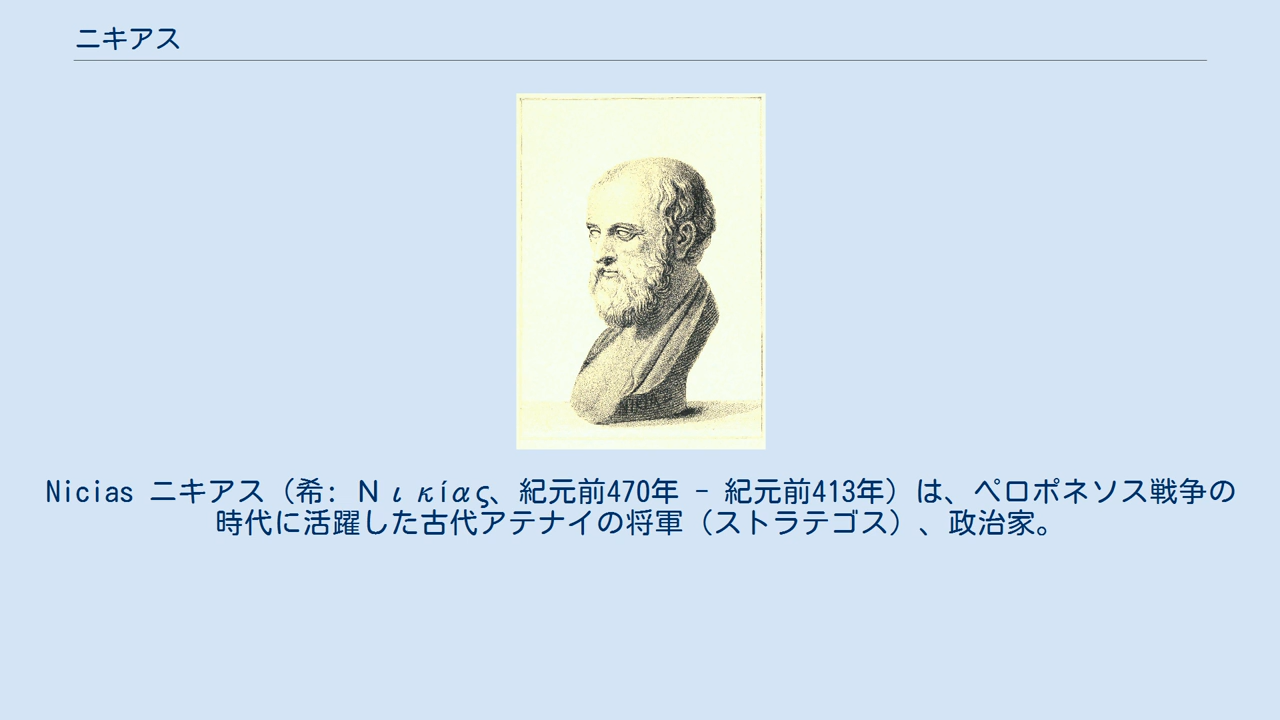 ニキアス
Nicias ニキアス（希: Νικίας、紀元前470年 - 紀元前413年）は、ペロポネソス戦争の
時代に活躍した古代アテナイの将軍（ストラテゴス）、政治家。